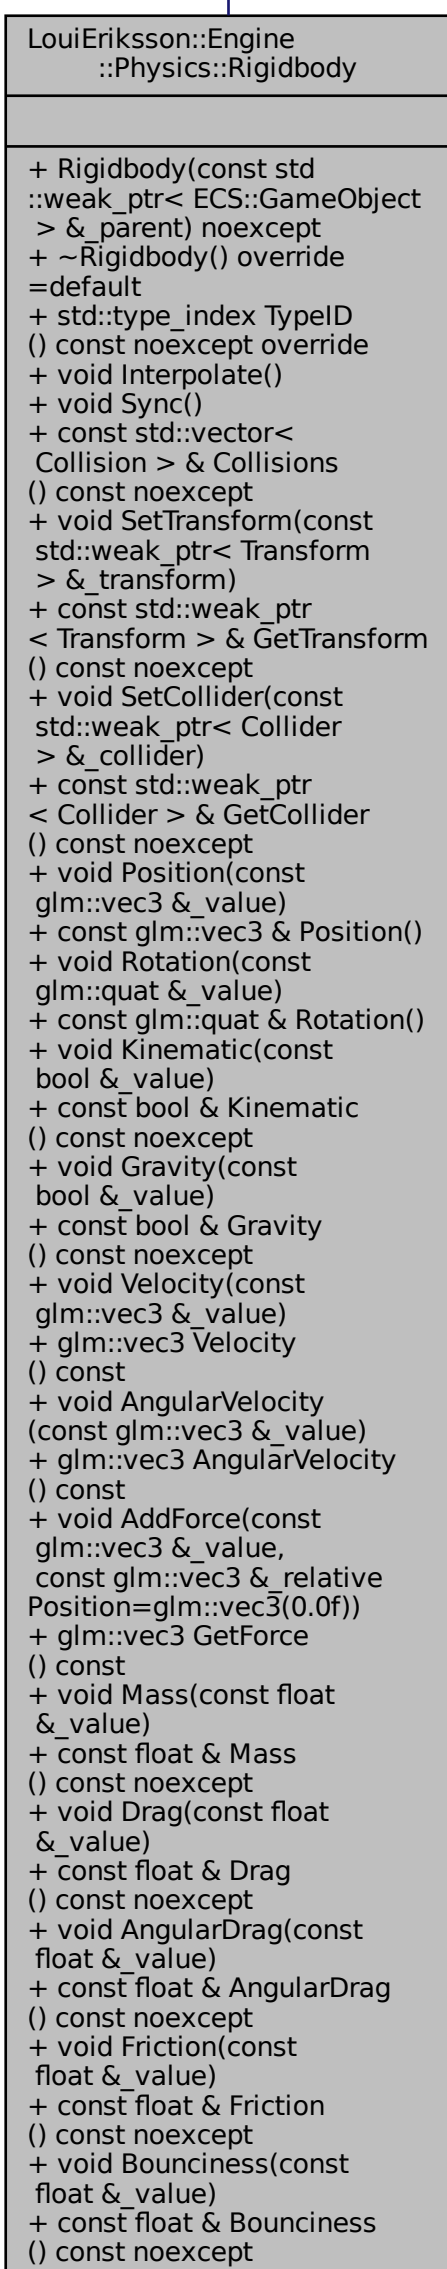 LouiEriksson::Engine
::Physics::Rigidbody
+ Rigidbody(const std
::weak_ptr< ECS::GameObject
> &_parent) noexcept
+ ~Rigidbody() override
=default
+ std::type_index TypeID
() const noexcept override
+ void Interpolate()
+ void Sync()
+ const std::vector<
Collision > & Collisions
() const noexcept
+ void SetTransform(const
std::weak_ptr< Transform
> &_transform)
+ const std::weak_ptr
< Transform > & GetTransform
() const noexcept
+ void SetCollider(const
std::weak_ptr< Collider
> &_collider)
+ const std::weak_ptr
< Collider > & GetCollider
() const noexcept
+ void Position(const
glm::vec3 &_value)
+ const glm::vec3 & Position()
+ void Rotation(const
glm::quat &_value)
+ const glm::quat & Rotation()
+ void Kinematic(const
bool &_value)
+ const bool & Kinematic
() const noexcept
+ void Gravity(const
bool &_value)
+ const bool & Gravity
() const noexcept
+ void Velocity(const
glm::vec3 &_value)
+ glm::vec3 Velocity
() const
+ void AngularVelocity
(const glm::vec3 &_value)
+ glm::vec3 AngularVelocity
() const
+ void AddForce(const
glm::vec3 &_value,
const glm::vec3 &_relative
Position=glm::vec3(0.0f))
+ glm::vec3 GetForce
() const
+ void Mass(const float
&_value)
+ const float & Mass
() const noexcept
+ void Drag(const float
&_value)
+ const float & Drag
() const noexcept
+ void AngularDrag(const
float &_value)
+ const float & AngularDrag
() const noexcept
+ void Friction(const
float &_value)
+ const float & Friction
() const noexcept
+ void Bounciness(const
float &_value)
+ const float & Bounciness
() const noexcept